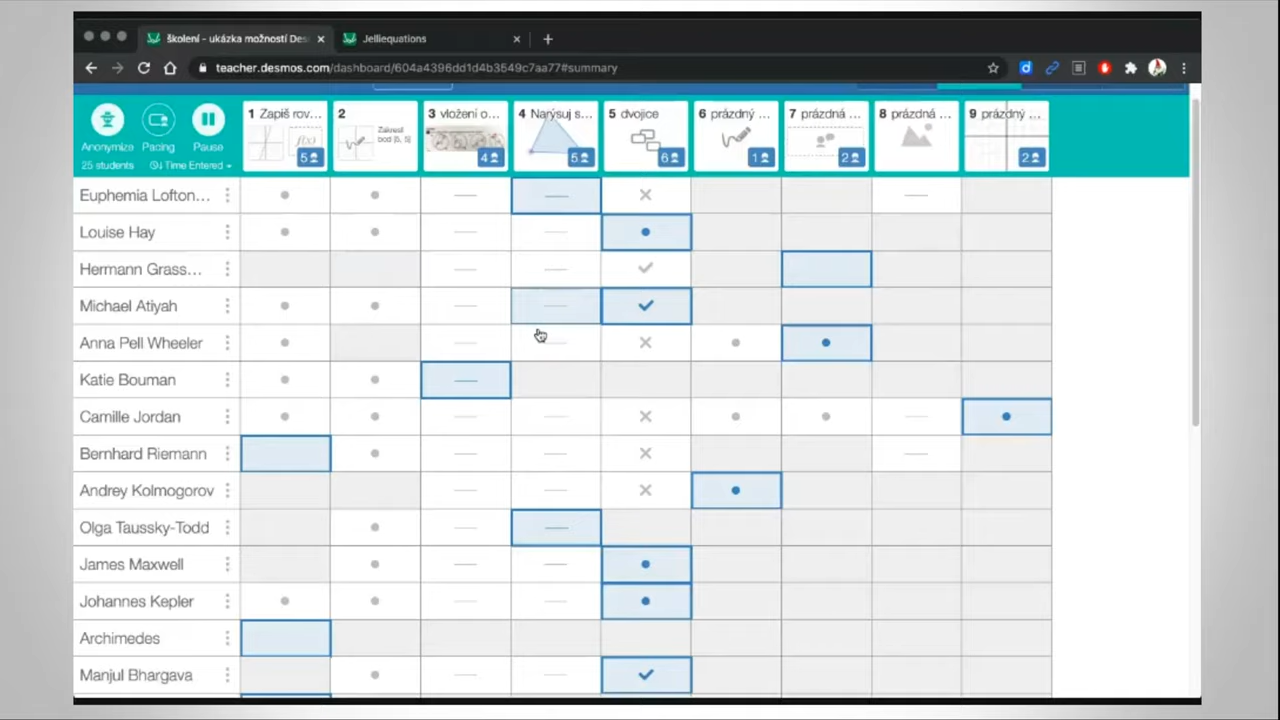 školení - ukázka možností Des
Jelliequations
teacher.desmos.com/dashboard/604a4396dd1d4b3549c7aa77#summary
Anonymize
Pacing
Pause
25 students
Time Entered
1 Zapiš rov...
f(x)
5
2
Zakresli
bod [5, 5]
3 vložení o...
4
4 Narýsuj s...
5
5 dvojice
6
6 prázdný ...
1
7 prázdná ...
2
8 prázdná ...
9 prázdný ...
2
Euphemia Lofton...
Louise Hay
Hermann Grass...
Michael Atiyah
Anna Pell Wheeler
Katie Bouman
Camille Jordan
Bernhard Riemann
Andrey Kolmogorov
Olga Taussky-Todd
James Maxwell
Johannes Kepler
Archimedes
Manjul Bhargava